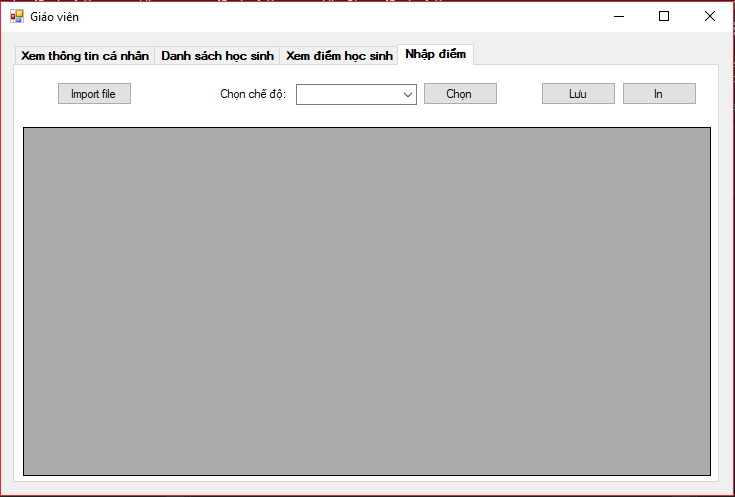 Giáo viên
Xem thông tin cá nhân Danh sách học sinh Xem điểm học sinh Nhập điểm
Import file Chọn chế độ: Chọn Lưu In